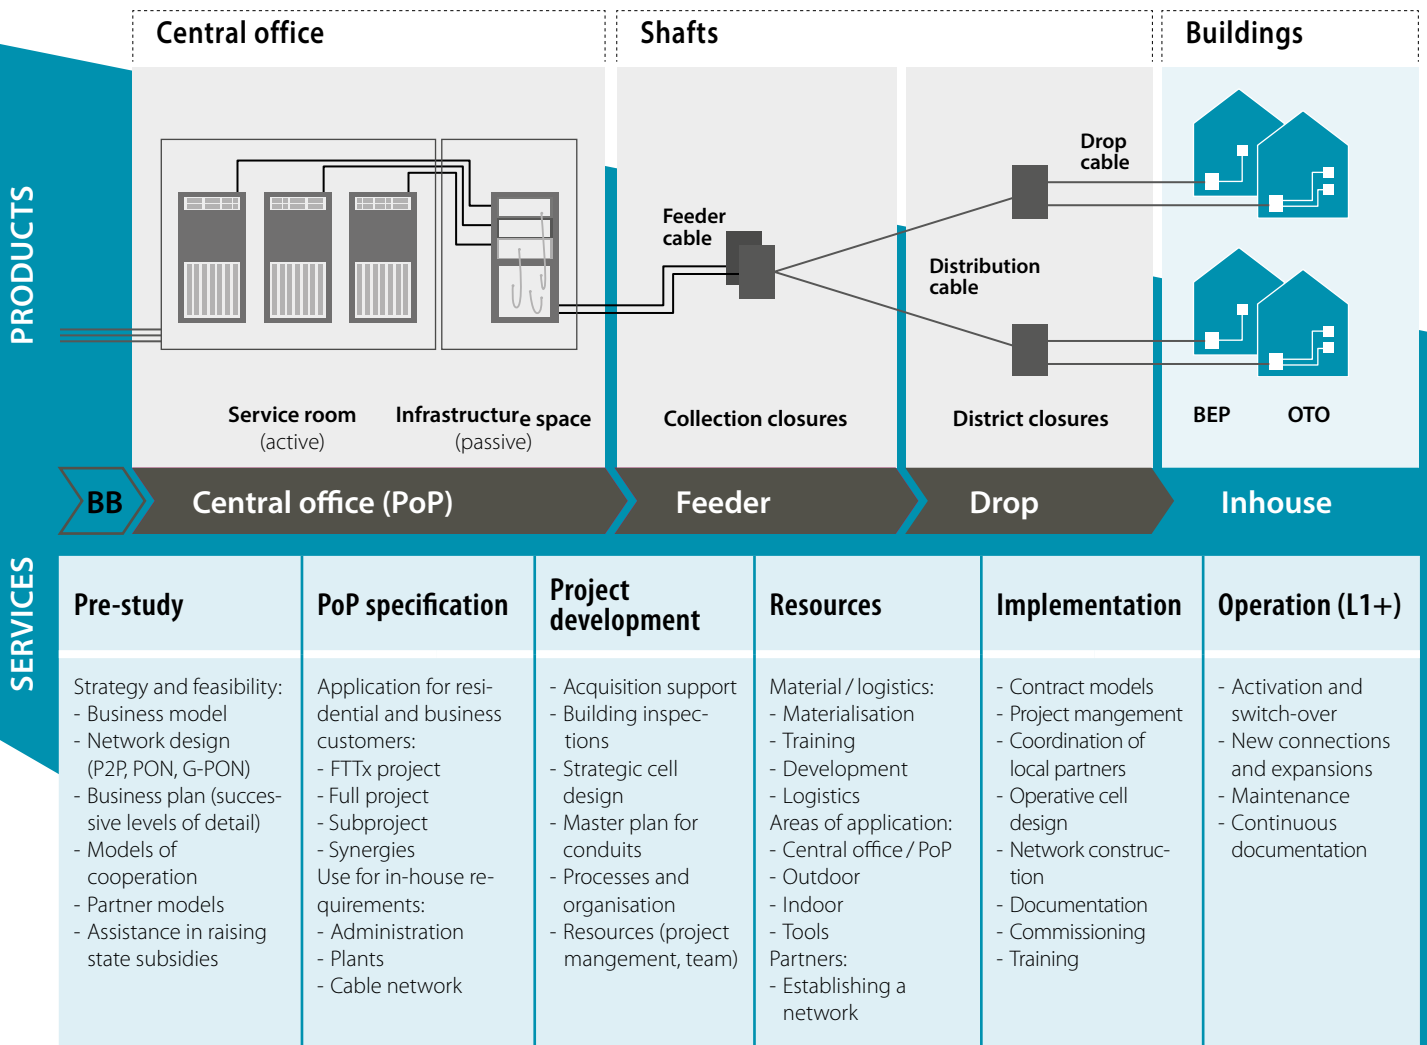 Central office
Shafts
Buildings
PRODUCTS
Drop
cable
Feeder
cable
Distribution
cable
Service room
(active)
Infrastructure space
(passive)
Collection closures
District closures
BEP
OTO
BB
Central office (PoP)
Feeder
Drop
Inhouse
SERVICES
Pre-study
Strategy and feasibility:
- Business model
- Network design
(P2P, PON, G-PON)
- Business plan (succes-
sive levels of detail)
- Models of
cooperation
- Partner models
- Assistance in raising
state subsidies
PoP specification
Application for resi-
dential and business
customers:
- FTTx project
- Full project
- Subproject
- Synergies
Use for in-house re-
quirements:
- Administration
- Plants
- Cable network
Project
development
- Acquisition support
- Building inspec-
tions
- Strategic cell
design
- Master plan for
conduits
- Processes and
organisation
- Resources (project
mangement, team)
Resources
Material / logistics:
- Materialisation
- Training
- Development
- Logistics
Areas of application:
- Central office / PoP
- Outdoor
- Indoor
- Tools
Partners:
- Establishing a
network
Implementation
- Contract models
- Project mangement
- Coordination of
local partners
- Operative cell
design
- Network construc-
tion
- Documentation
- Commissioning
- Training
Operation (L1+)
- Activation and
switch-over
- New connections
and expansions
- Maintenance
- Continuous
documentation